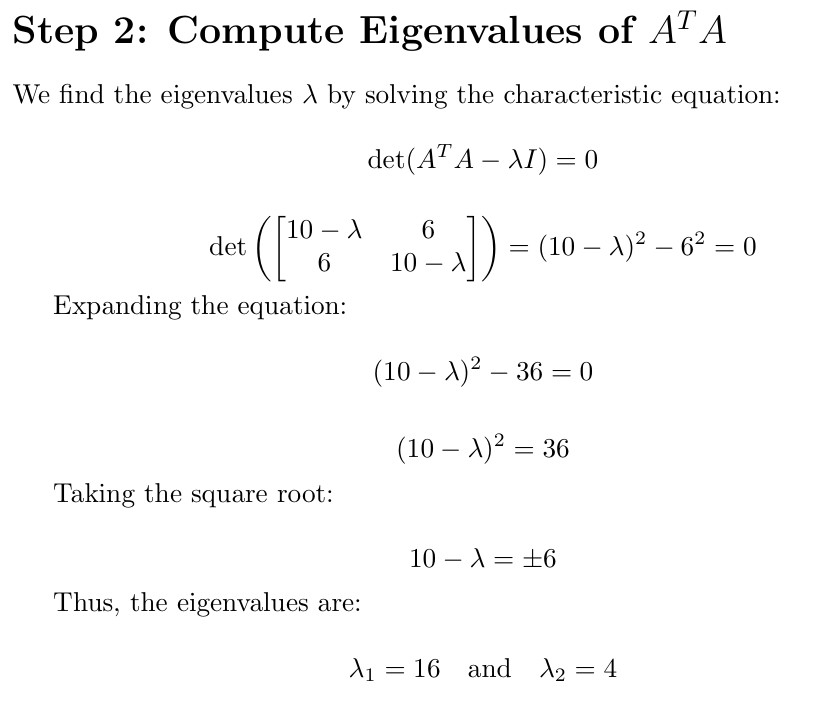 Step 2: Compute Eigenvalues of $A^T A$
We find the eigenvalues $\lambda$ by solving the characteristic equation:
$\det(A^T A - \lambda I) = 0$
$\det\left(\begin{bmatrix} 10 - \lambda & 6 \\ 6 & 10 - \lambda \end{bmatrix}\right) = (10 - \lambda)^2 - 6^2 = 0$
Expanding the equation:
$(10 - \lambda)^2 - 36 = 0$
$(10 - \lambda)^2 = 36$
Taking the square root:
$10 - \lambda = \pm 6$
Thus, the eigenvalues are:
$\lambda_1 = 16 \quad \text{and} \quad \lambda_2 = 4$